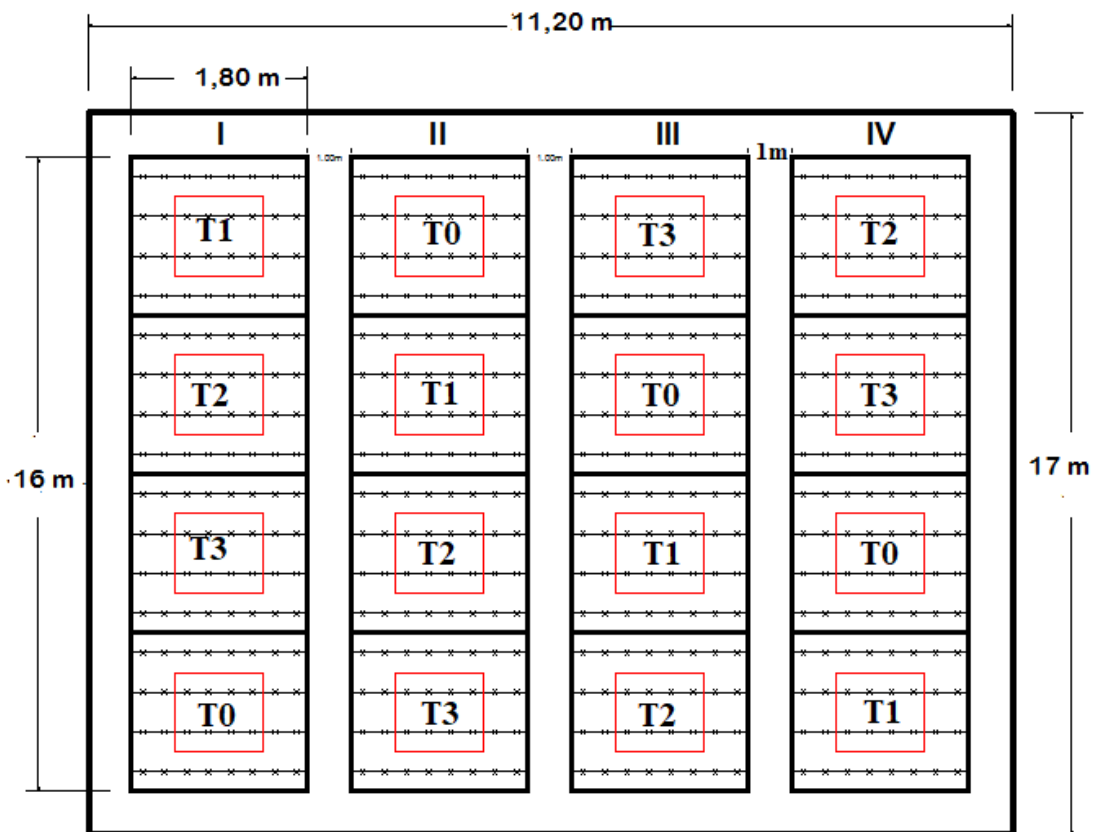 11,20 m
1,80 m
I II III IV
1.00m 1.00m 1m
T1 T0 T3 T2
T2 T1 T0 T3
16 m 17 m
T3 T2 T1 T0
T0 T3 T2 T1